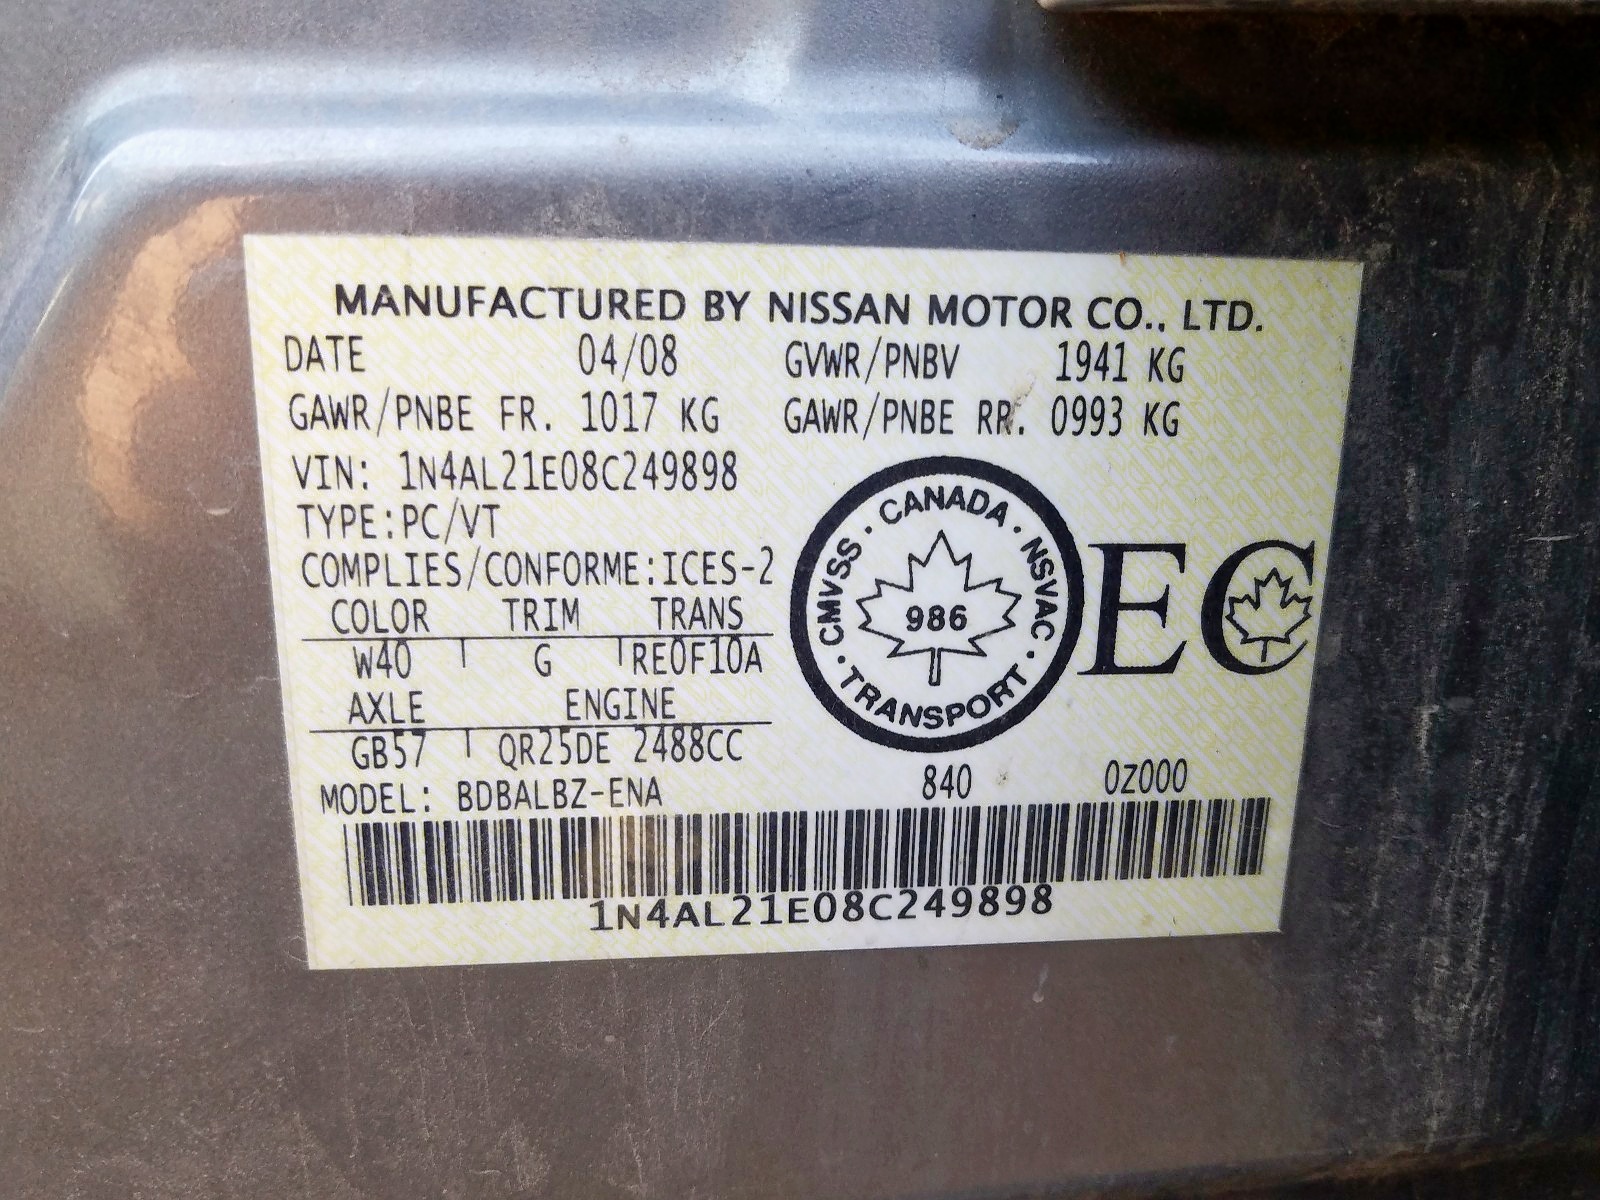 MANUFACTURED BY NISSAN MOTOR CO., LTD.
DATE 04/08 GVWR/PNBV 1941 KG
GAWR/PNBE FR. 1017 KG GAWR/PNBE RR. 0993 KG
VIN: 1N4AL21E08C249898
TYPE:PC/VT
COMPLIES/CONFORME:ICES-2
COLOR TRIM TRANS
W40 G RE0F10A
AXLE ENGINE
GB57 QR25DE 2488CC
MODEL: BDBALBZ-ENA 840 0Z000
CMVSS · CANADA · NSVAC · TRANSPORT ·
986
EC
1N4AL21E08C249898